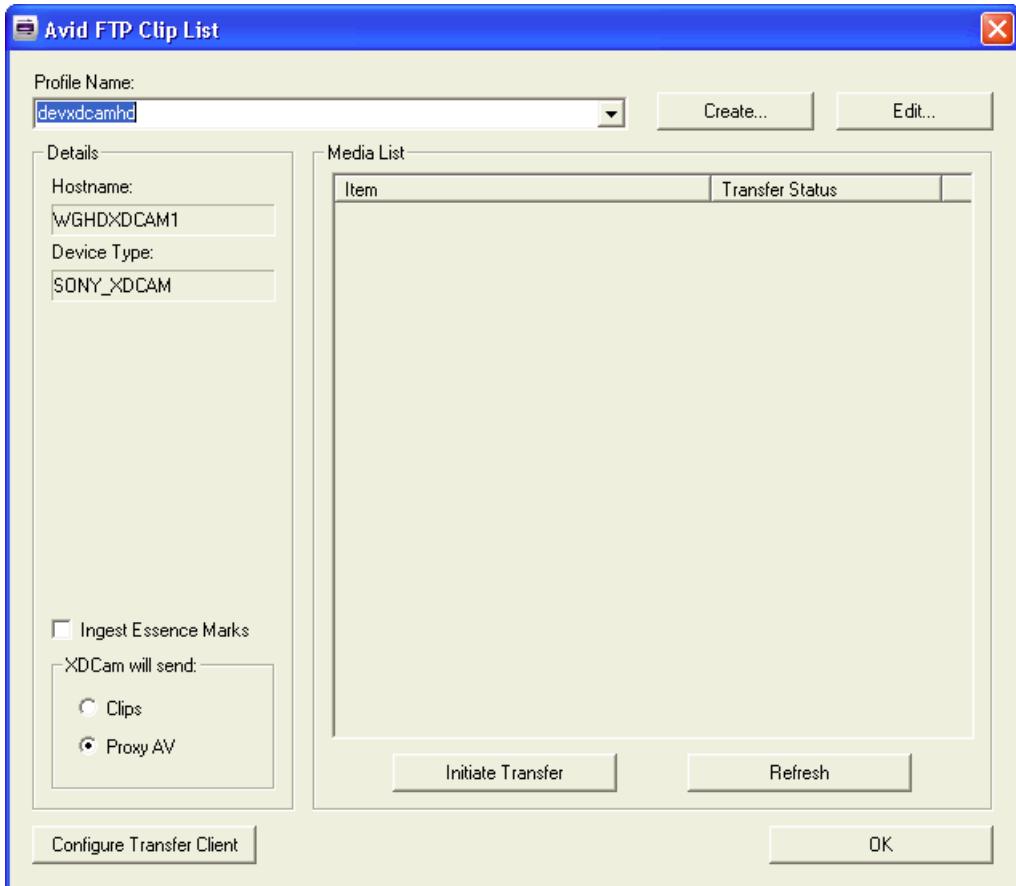 Avid FTP Clip List
Profile Name:
devxdcamhd
Create...
Edit...
Details
Hostname:
WGHDXDCAM1
Device Type:
SONY_XDCAM
Ingest Essence Marks
XDCam will send:
Clips
Proxy AV
Media List
Item Transfer Status
Initiate Transfer
Refresh
Configure Transfer Client
OK